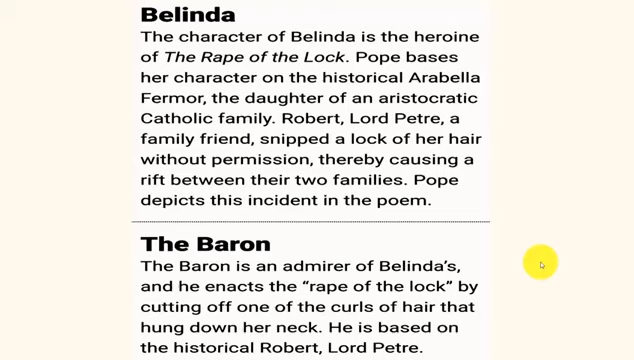 Belinda
The character of Belinda is the heroine
of The Rape of the Lock. Pope bases
her character on the historical Arabella
Fermor, the daughter of an aristocratic
Catholic family. Robert, Lord Petre, a
family friend, snipped a lock of her hair
without permission, thereby causing a
rift between their two families. Pope
depicts this incident in the poem.
The Baron
The Baron is an admirer of Belinda's,
and he enacts the “rape of the lock” by
cutting off one of the curls of hair that
hung down her neck. He is based on
the historical Robert, Lord Petre.